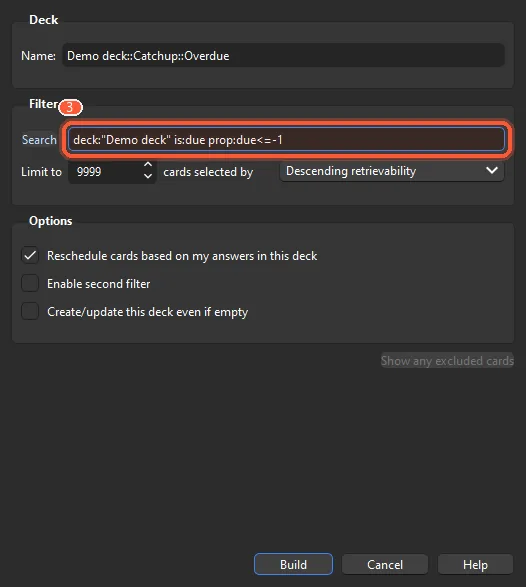 Deck
Name: Demo deck::Catchup::Overdue
Filter
3
Search deck:"Demo deck" is:due prop:due<=-1
Limit to 9999 cards selected by Descending retrievability
Options
Reschedule cards based on my answers in this deck
Enable second filter
Create/update this deck even if empty
Show any excluded cards
Build Cancel Help